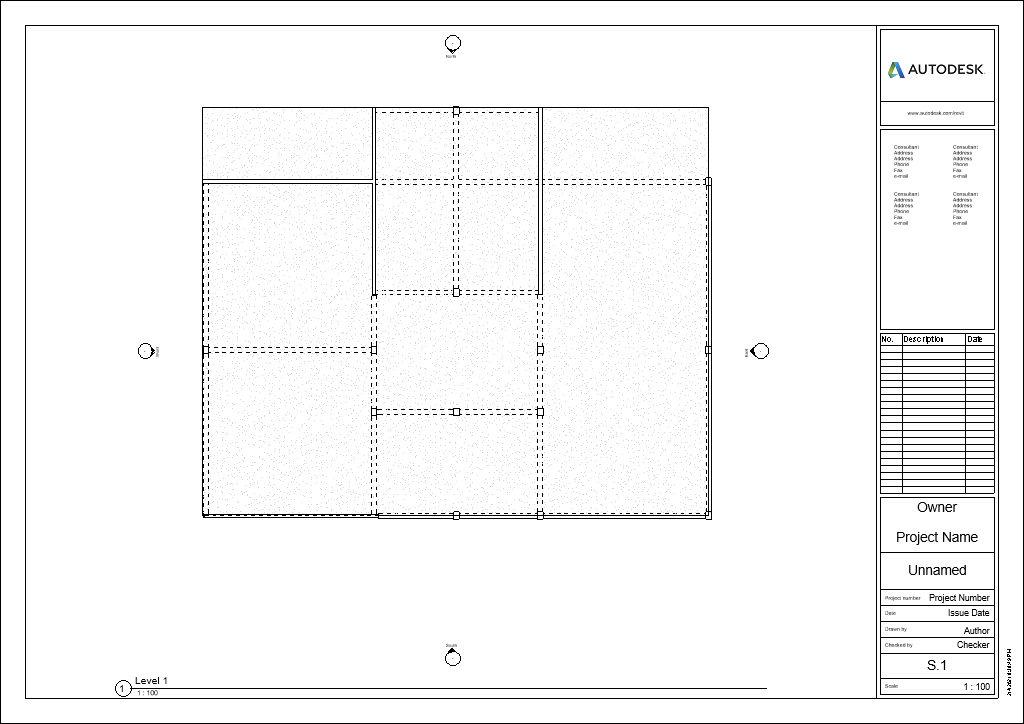 North
AUTODESK.
www.autodesk.com/revit
Consultant
Address
Address
Phone
Fax
e-mail
Consultant
Address
Address
Phone
Fax
e-mail
Consultant
Address
Address
Phone
Fax
e-mail
Consultant
Address
Address
Phone
Fax
e-mail
No. Description Date
West
East
Owner
Project Name
Unnamed
Project number Project Number
Date Issue Date
Drawn by Author
Checked by Checker
S.1
Scale 1 : 100
South
1 Level 1
1 : 100